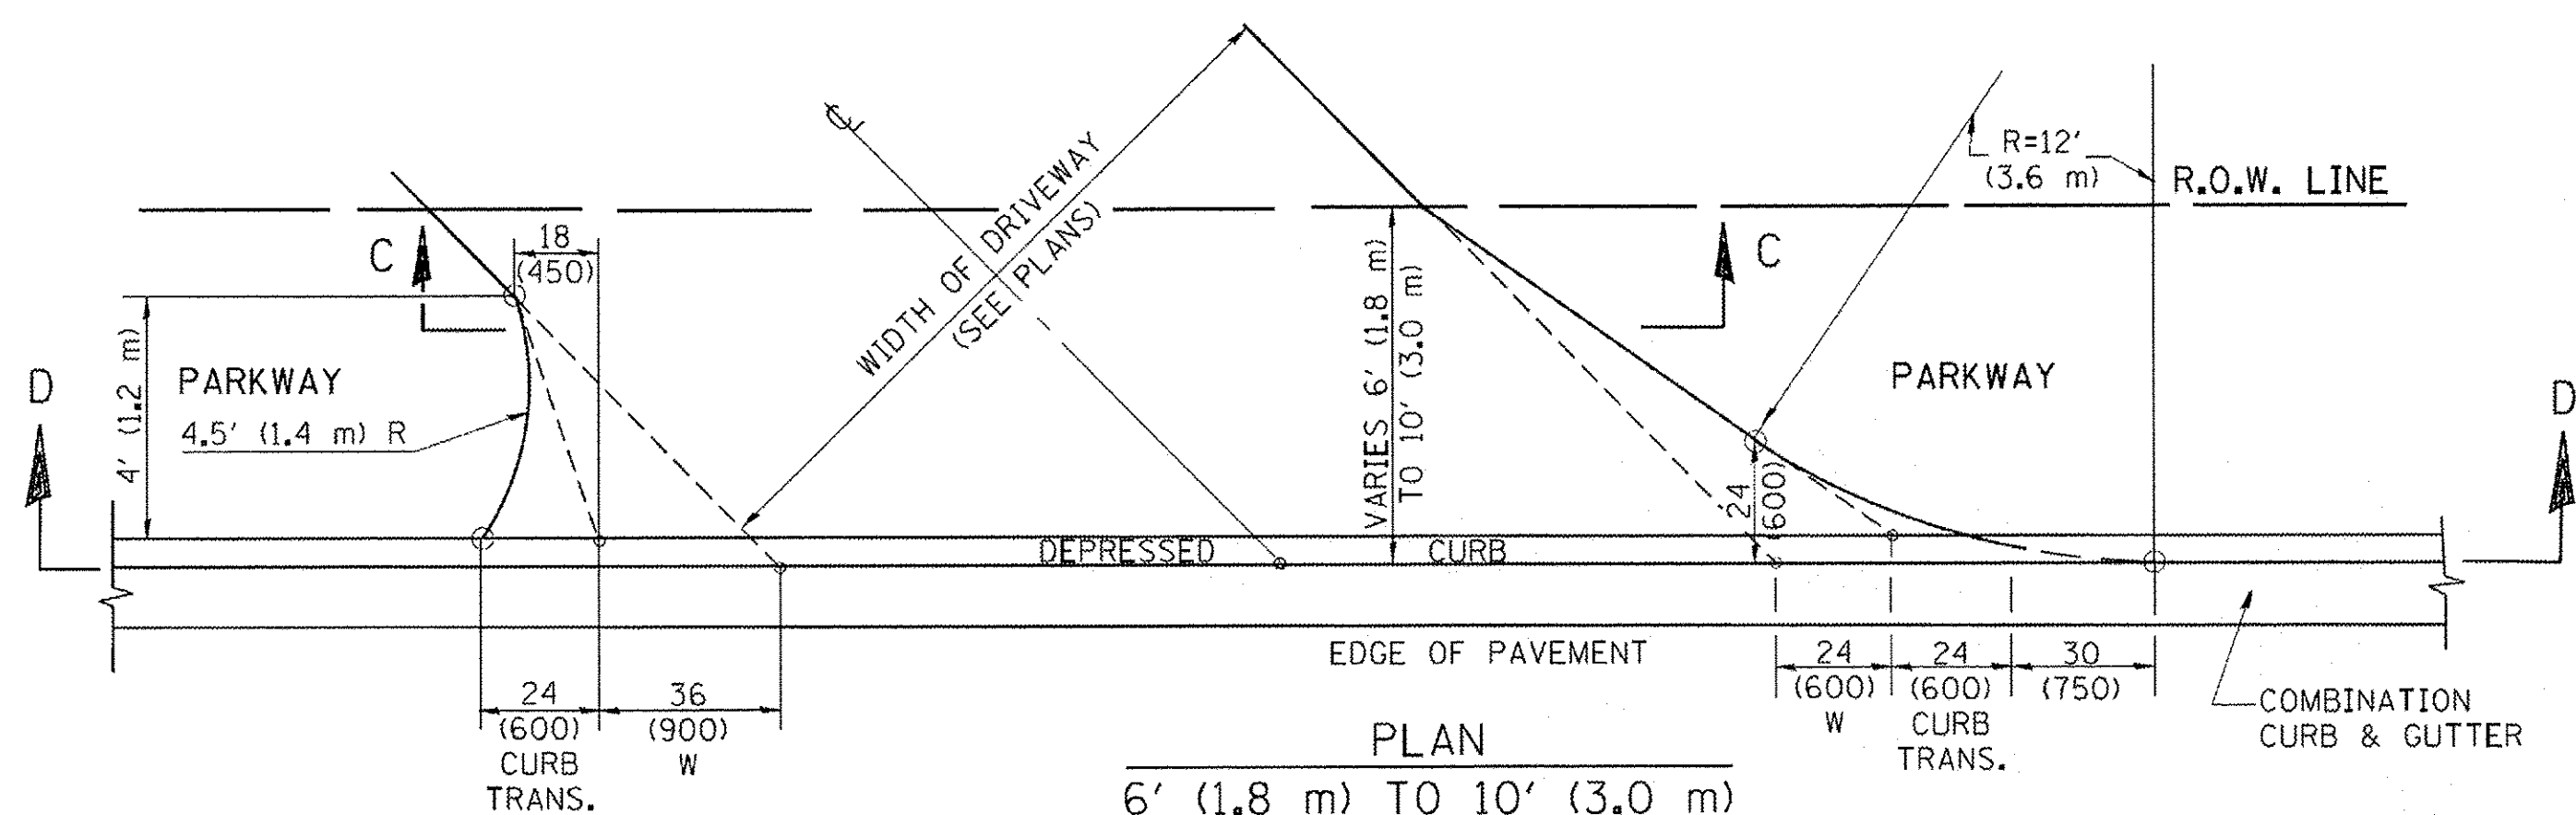 ℄
WIDTH OF DRIVEWAY
(SEE PLANS)
R=12'
(3.6 m)
R.O.W. LINE
18
(450)
C
C
D
4' (1.2 m)
PARKWAY
4.5' (1.4 m) R
VARIES 6' (1.8 m)
TO 10' (3.0 m)
24
(600)
PARKWAY
D
DEPRESSED CURB
EDGE OF PAVEMENT
24
(600)
CURB
TRANS.
36
(900)
W
24
(600)
W
24
(600)
CURB
TRANS.
30
(750)
COMBINATION
CURB & GUTTER
PLAN
6' (1.8 m) TO 10' (3.0 m)